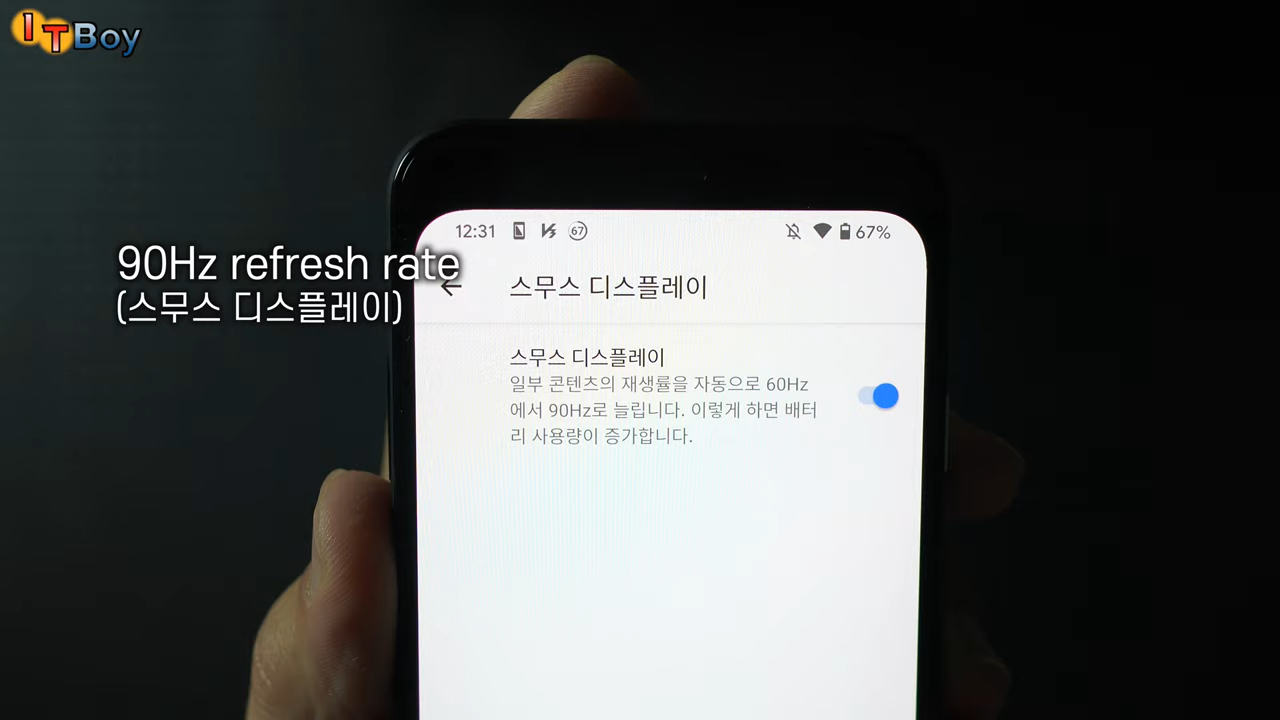 ITBoy
12:31 67 67%
90Hz refresh rate
(스무스 디스플레이)
스무스 디스플레이
스무스 디스플레이
일부 콘텐츠의 재생률을 자동으로 60Hz
에서 90Hz로 늘립니다. 이렇게 하면 배터
리 사용량이 증가합니다.